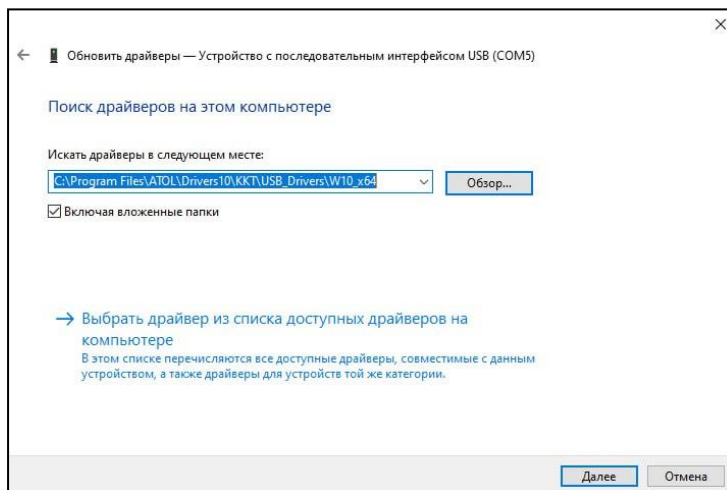 Обновить драйверы — Устройство с последовательным интерфейсом USB (COM5)
Поиск драйверов на этом компьютере
Искать драйверы в следующем месте:
C:\Program Files\ATOL\Drivers10\KKT\USB_Drivers\W10_x64
Обзор...
Включая вложенные папки
Выбрать драйвер из списка доступных драйверов на
компьютере
В этом списке перечисляются все доступные драйверы, совместимые с данным
устройством, а также драйверы для устройств той же категории.
Далее
Отмена